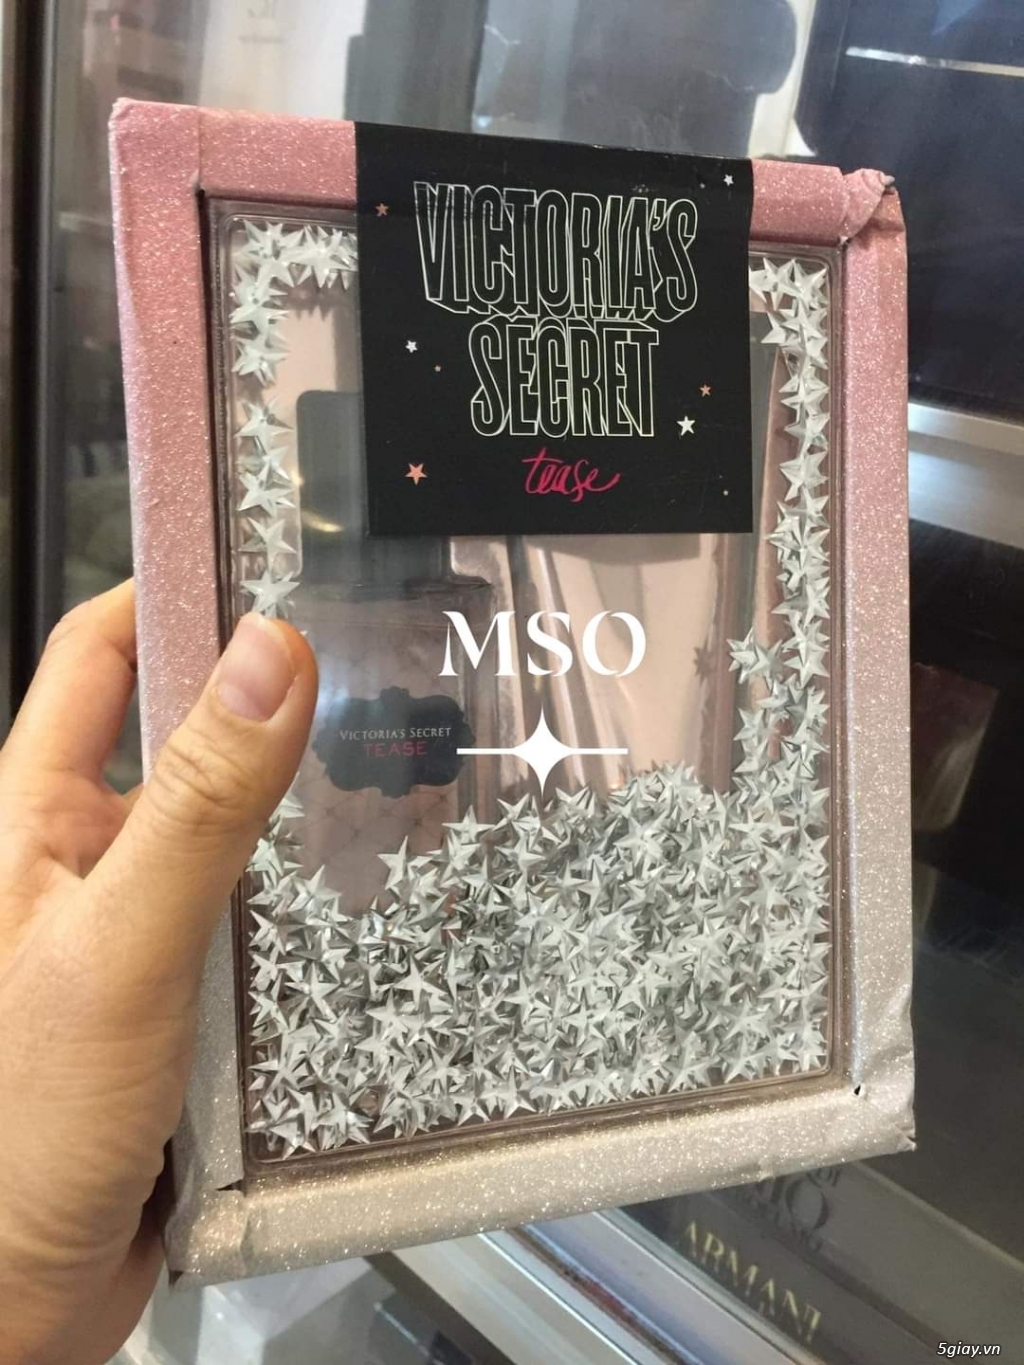 VICTORIA'S
SECRET
tease
MSO
VICTORIA'S SECRET
TEASE
ARMANI
5giay.vn